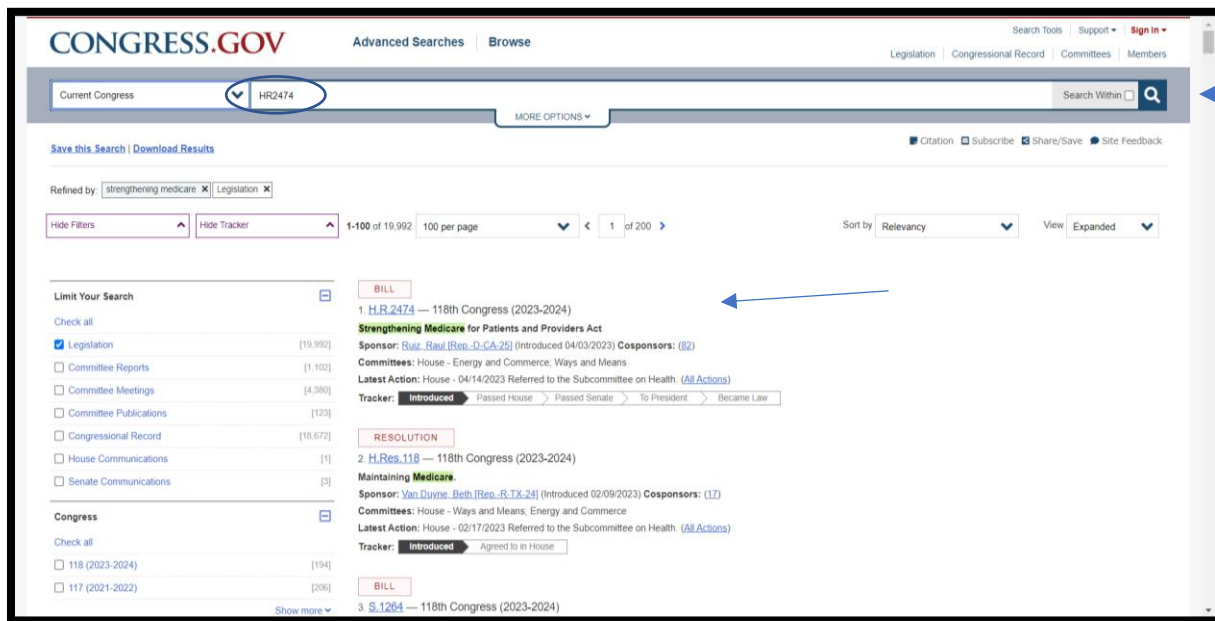 CONGRESS.GOV
Advanced Searches
Browse
Search Tools
Support
Sign In
Legislation
Congressional Record
Committees
Members
Current Congress
HR2474
Search Within
MORE OPTIONS
Save this Search | Download Results
Citation
Subscribe
Share/Save
Site Feedback
Refined by: strengthening medicare x Legislation x
Hide Filters
Hide Tracker
1-100 of 19,992
100 per page
1 of 200
Sort by Relevancy
View Expanded
Limit Your Search
Check all
Legislation [19,992]
Committee Reports [1,102]
Committee Meetings [4,380]
Committee Publications [123]
Congressional Record [18,672]
House Communications [1]
Senate Communications [3]
Congress
Check all
118 (2023-2024) [194]
117 (2021-2022) [206]
Show more
BILL
1. H.R.2474 — 118th Congress (2023-2024)
Strengthening Medicare for Patients and Providers Act
Sponsor: Ruiz, Raul [Rep.-D-CA-25] (Introduced 04/03/2023) Cosponsors: (82)
Committees: House - Energy and Commerce; Ways and Means
Latest Action: House - 04/14/2023 Referred to the Subcommittee on Health. (All Actions)
Tracker: Introduced Passed House Passed Senate To President Became Law
RESOLUTION
2. H.Res.118 — 118th Congress (2023-2024)
Maintaining Medicare.
Sponsor: Van Duyne, Beth [Rep.-R-TX-24] (Introduced 02/09/2023) Cosponsors: (17)
Committees: House - Ways and Means; Energy and Commerce
Latest Action: House - 02/17/2023 Referred to the Subcommittee on Health. (All Actions)
Tracker: Introduced Agreed to in House
BILL
3. S.1264 — 118th Congress (2023-2024)